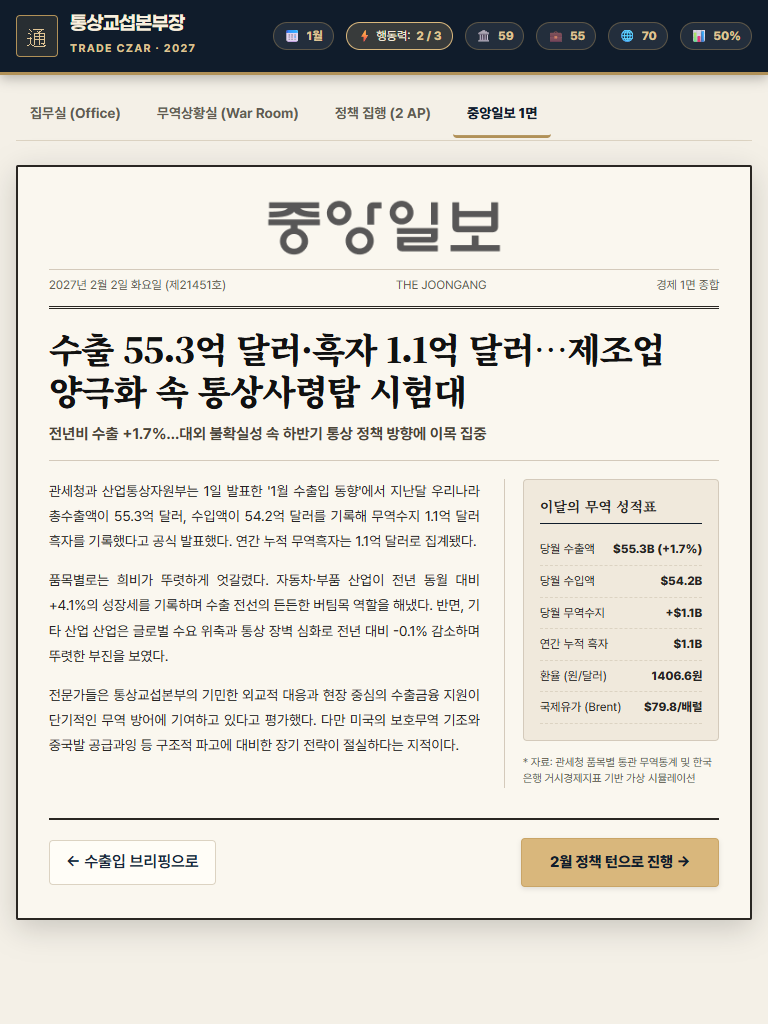 通
통상교섭본부장
TRADE CZAR · 2027
1월
행동력: 2 / 3
59
55
70
50%
집무실 (Office)
무역상황실 (War Room)
정책 집행 (2 AP)
중앙일보 1면
중앙일보
2027년 2월 2일 화요일 (제21451호)
THE JOONGANG
경제 1면 종합
수출 55.3억 달러·흑자 1.1억 달러…제조업
양극화 속 통상사령탑 시험대
전년비 수출 +1.7%...대외 불확실성 속 하반기 통상 정책 방향에 이목 집중
관세청과 산업통상자원부는 1일 발표한 '1월 수출입 동향'에서 지난달 우리나라
총수출액이 55.3억 달러, 수입액이 54.2억 달러를 기록해 무역수지 1.1억 달러
흑자를 기록했다고 공식 발표했다. 연간 누적 무역흑자는 1.1억 달러로 집계됐다.
품목별로는 희비가 뚜렷하게 엇갈렸다. 자동차·부품 산업이 전년 동월 대비
+4.1%의 성장세를 기록하며 수출 전선의 든든한 버팀목 역할을 해냈다. 반면, 기
타 산업 산업은 글로벌 수요 위축과 통상 장벽 심화로 전년 대비 -0.1% 감소하며
뚜렷한 부진을 보였다.
전문가들은 통상교섭본부의 기민한 외교적 대응과 현장 중심의 수출금융 지원이
단기적인 무역 방어에 기여하고 있다고 평가했다. 다만 미국의 보호무역 기조와
중국발 공급과잉 등 구조적 파고에 대비한 장기 전략이 절실하다는 지적이다.
이달의 무역 성적표
당월 수출액 $55.3B (+1.7%)
당월 수입액 $54.2B
당월 무역수지 +$1.1B
연간 누적 흑자 $1.1B
환율 (원/달러) 1406.6원
국제유가 (Brent) $79.8/배럴
* 자료: 관세청 품목별 통관 무역통계 및 한국
은행 거시경제지표 기반 가상 시뮬레이션
← 수출입 브리핑으로
2월 정책 턴으로 진행 →